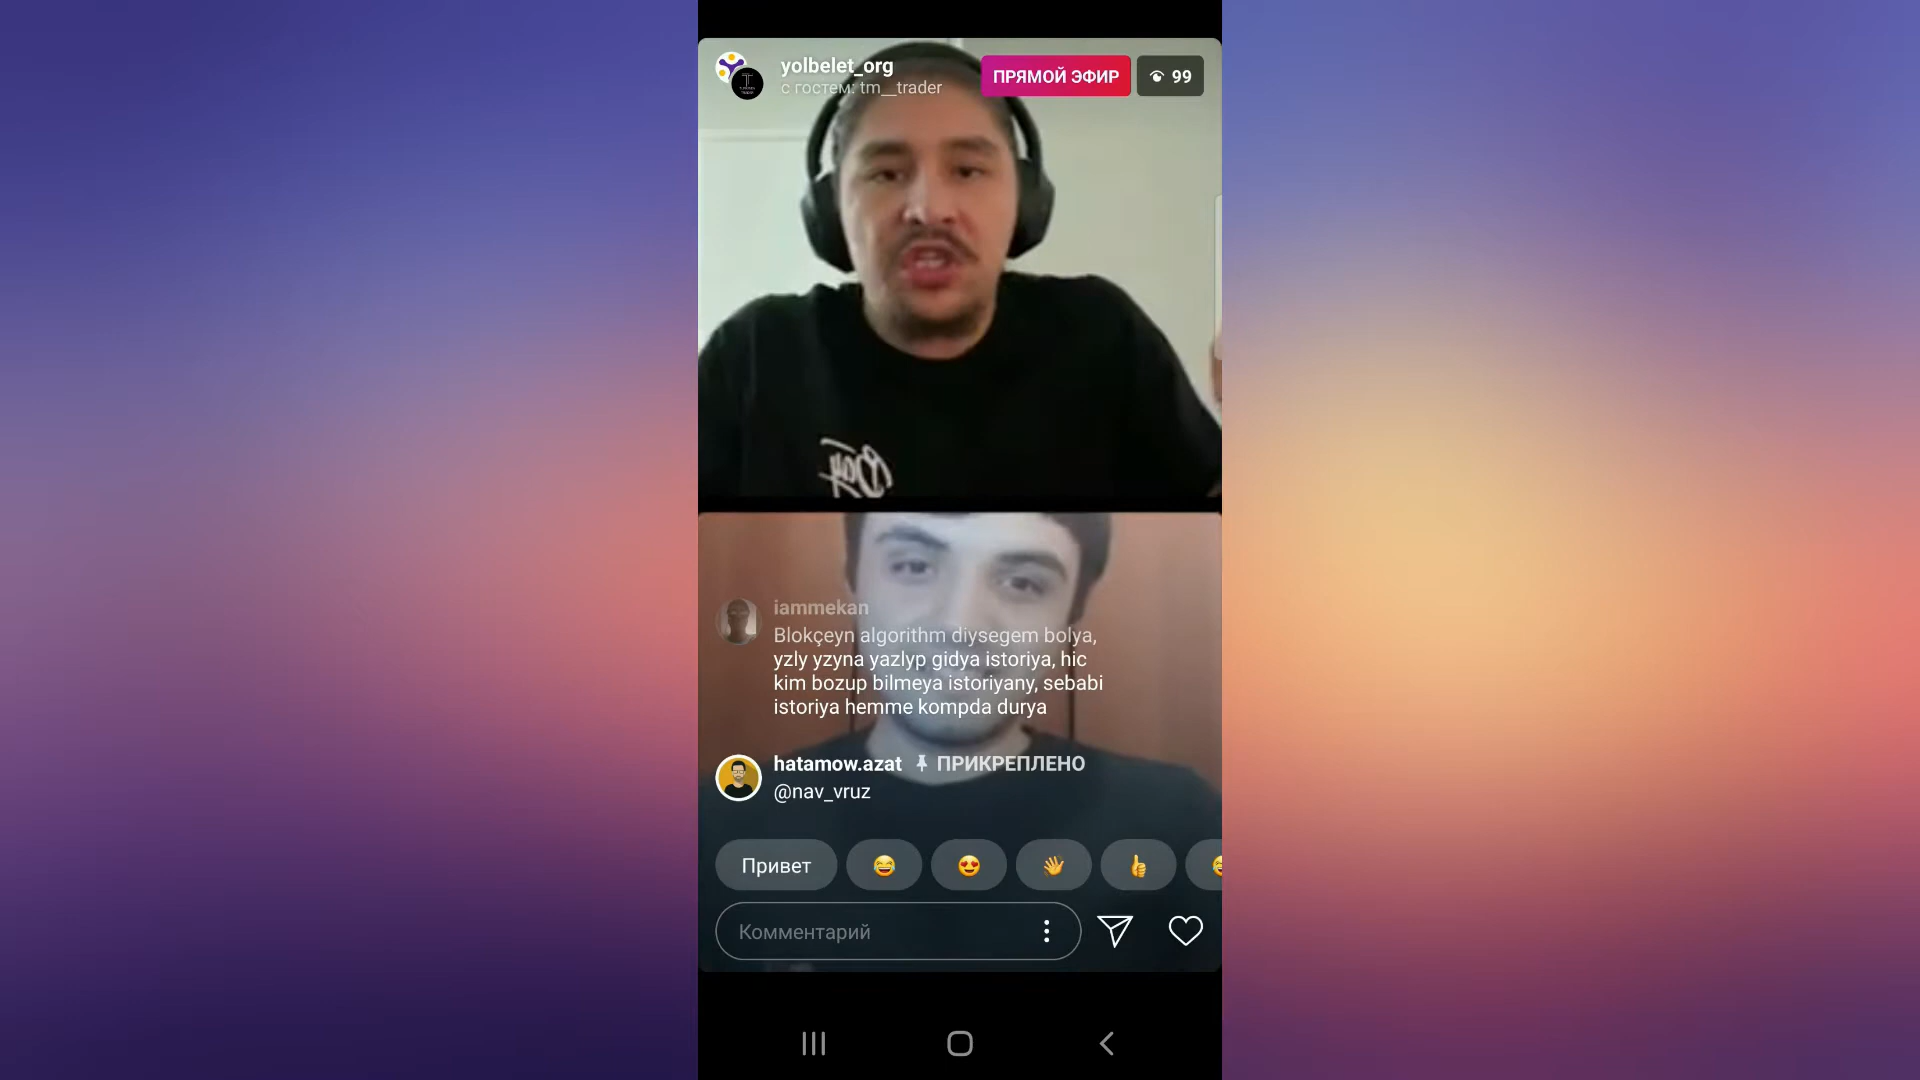 yolbelet_org
с гостем: tm__trader
ПРЯМОЙ ЭФИР
99
iammekan
Blokçeyn algorithm diysegem bolya,
yzly yzyna yazlyp gidya istoriya, hic
kim bozup bilmeya istoriyany, sebabi
istoriya hemme kompda durya
hatamow.azat ПРИКРЕПЛЕНО
@nav_vruz
Привет
Комментарий